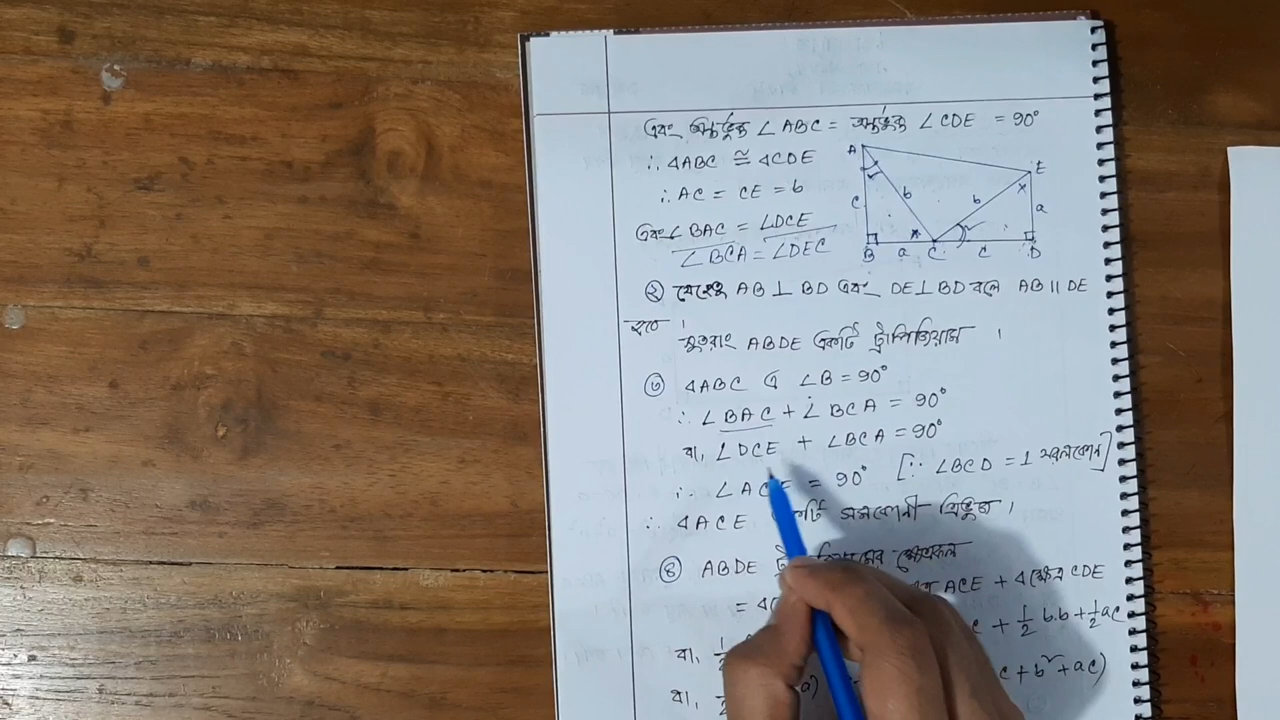 এবং অন্তর্ভুক্ত ∠ABC = অন্তর্ভুক্ত ∠CDE = 90°
∴ ΔABC ≅ ΔCDE
∴ AC = CE = b
এবং ∠BAC = ∠DCE
∠BCA = ∠DEC
A
E
b
b
c
a
B
a
C
c
D
② যেহেতু AB ⊥ BD এবং DE ⊥ BD বলে AB || DE
হবে ।
সুতরাং ABDE একটি ট্রাপিজিয়াম ।
③ ΔABC এ ∠B = 90°
∴ ∠BAC + ∠BCA = 90°
বা, ∠DCE + ∠BCA = 90°
∴ ∠AC = 90° [∵ ∠BCD = 1 সরলকোণ]
∴ ΔACE সমকোণী ত্রিভুজ ।
④ ABDE ক্ষেত্রফল
= Δ ACE + Δক্ষেত্র CDE
বা, c + ½ b.b + ½ ac
বা, a) c + b² + ac)